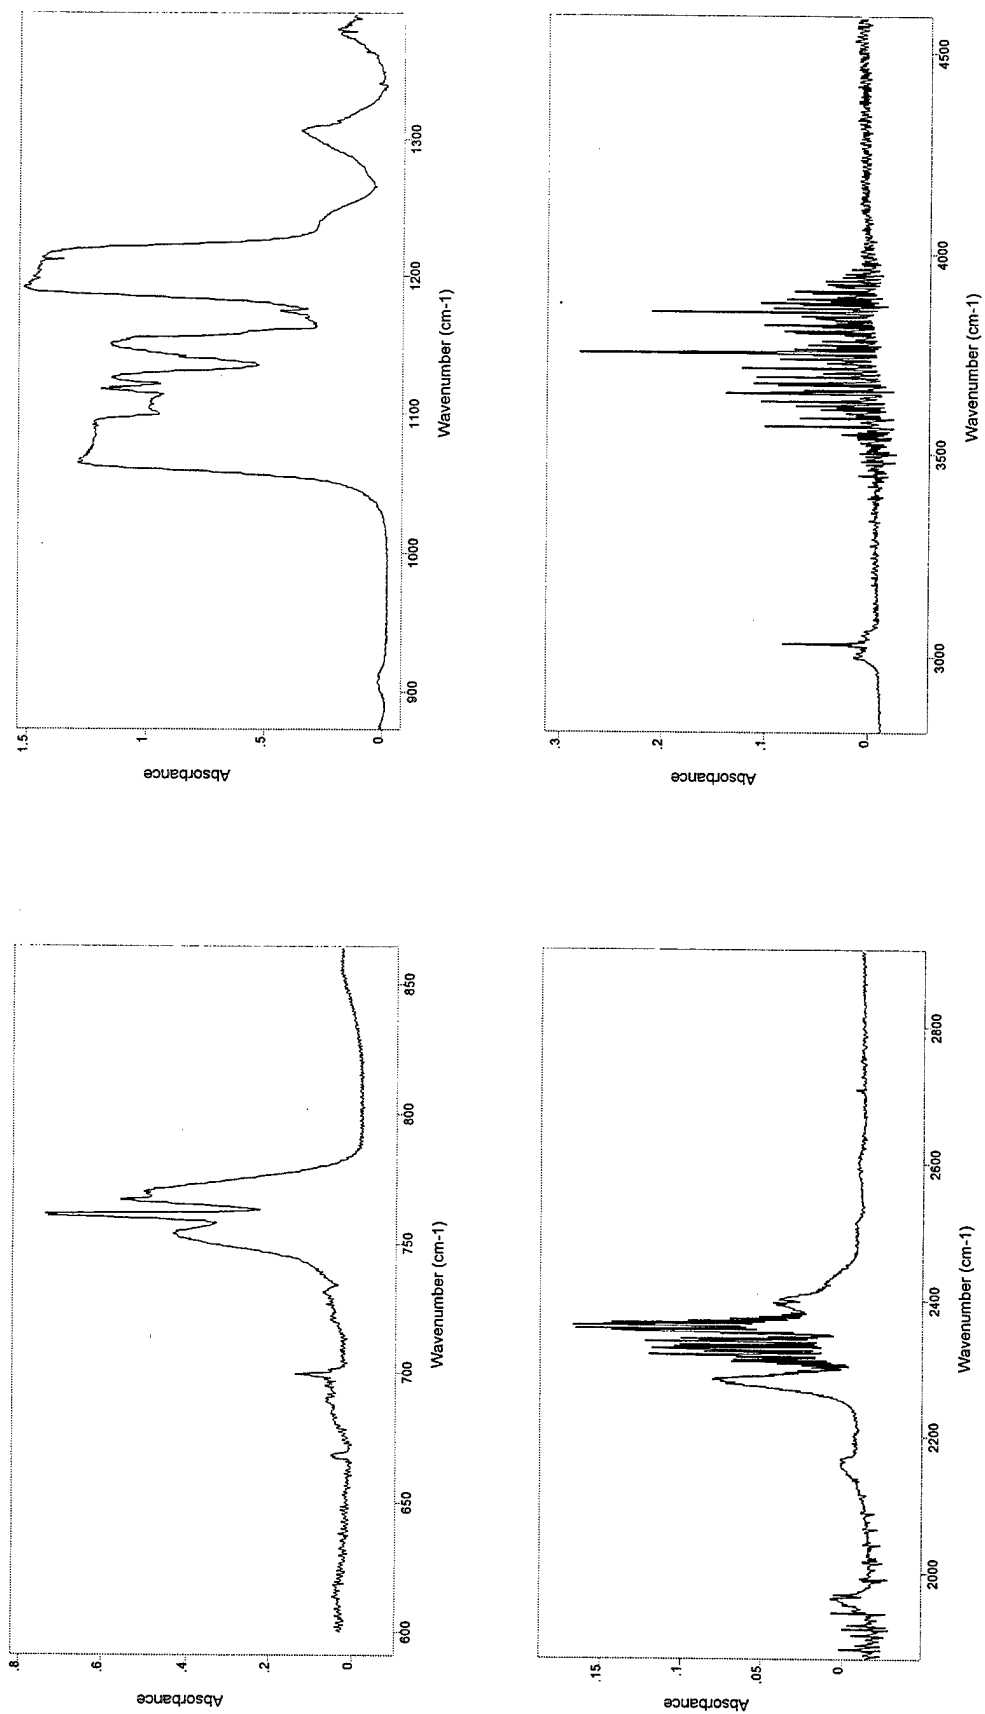 .8
.6
.4
.2
0
Absorbance
600 650 700 750 800 850
Wavenumber (cm-1)
1.5
1.
.5
0
Absorbance
900 1000 1100 1200 1300
Wavenumber (cm-1)
.15
.1
.05
0
Absorbance
2000 2200 2400 2600 2800
Wavenumber (cm-1)
.3
.2
.1
0
Absorbance
3000 3500 4000 4500
Wavenumber (cm-1)